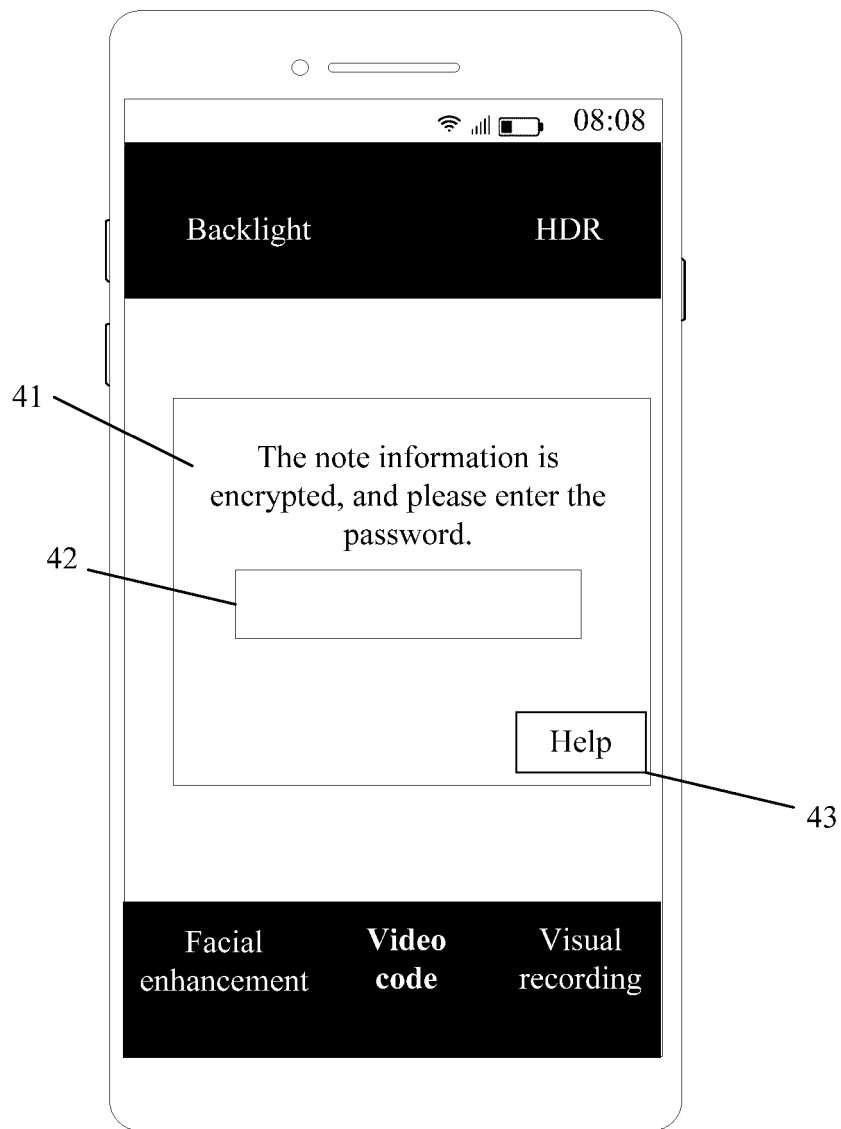 08:08
Backlight HDR
41
The note information is
encrypted, and please enter the
password.
42
Help
43
Facial Video Visual
enhancement code recording